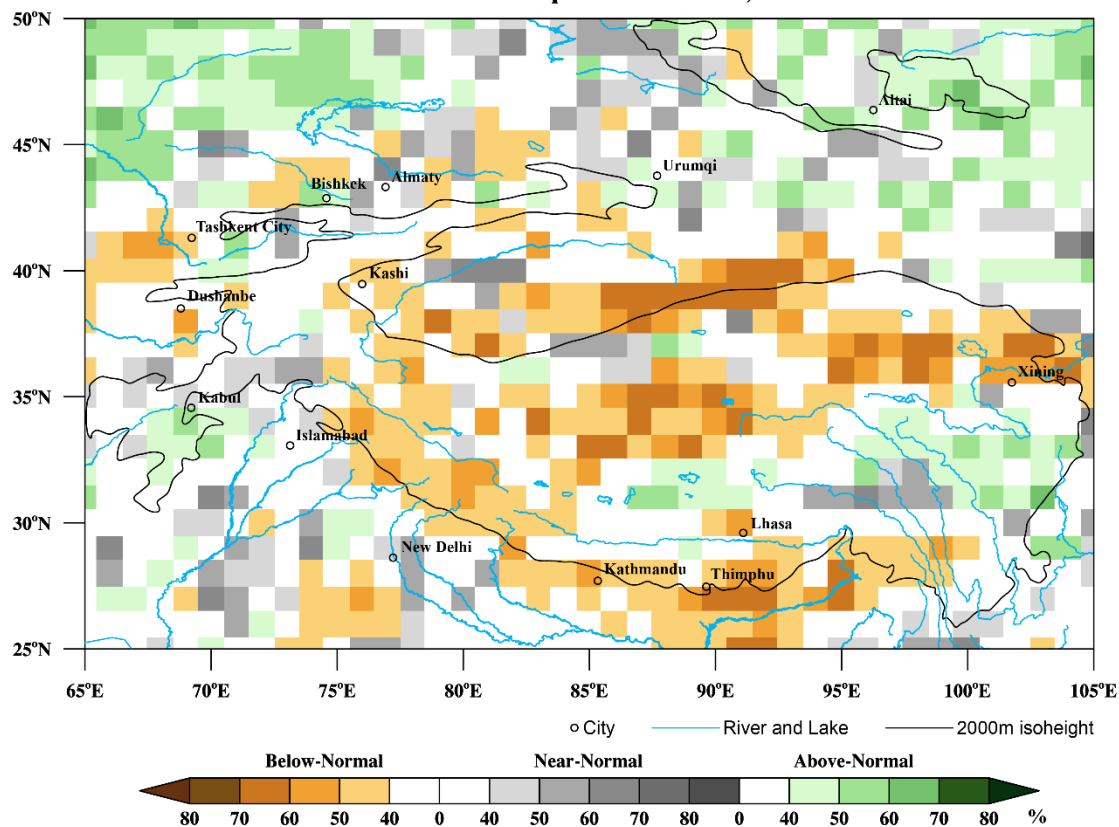 50°N
45°N
40°N
35°N
30°N
25°N
Altai
Urumqi
Bishkek
Almaty
Tashkent City
Kashi
Dushanbe
Xining
Kabul
Islamabad
Lhasa
New Delhi
Kathmandu
Thimphu
65°E 70°E 75°E 80°E 85°E 90°E 95°E 100°E 105°E
City River and Lake 2000m isoheight
Below-Normal Near-Normal Above-Normal
80 70 60 50 40 0 40 50 60 70 0 40 50 60 70 80 %